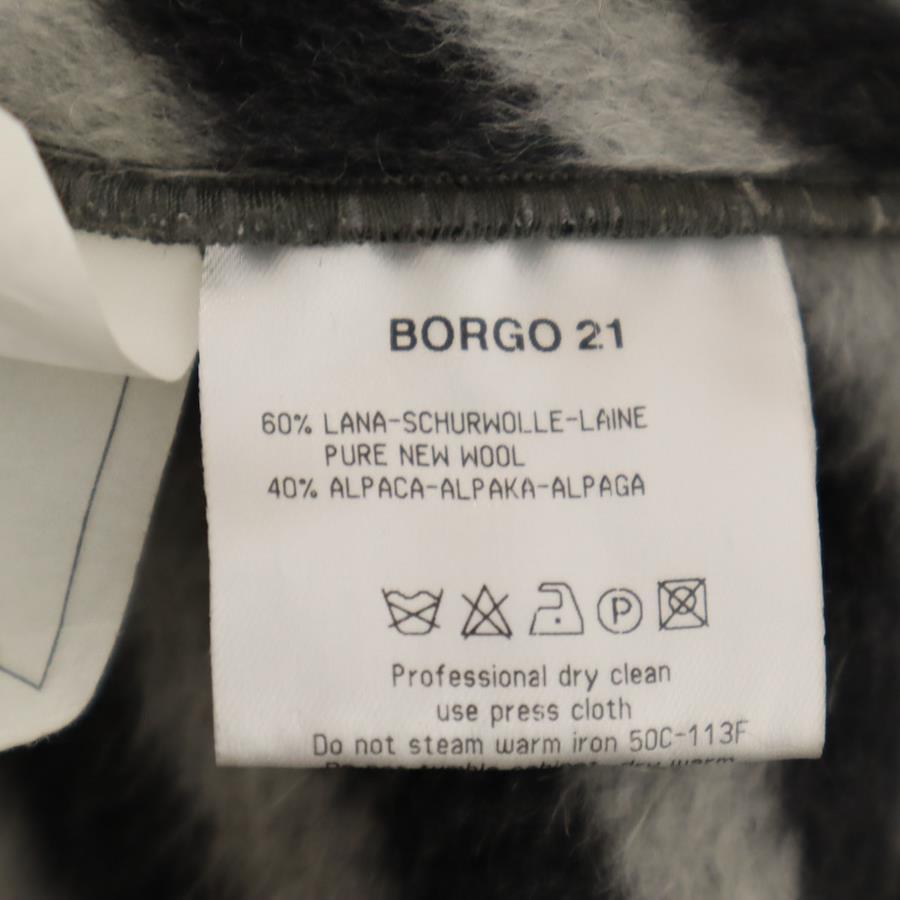 BORGO 21
60% LANA-SCHURWOLLE-LAINE
PURE NEW WOOL
40% ALPACA-ALPAKA-ALPAGA
P
Professional dry clean
use press cloth
Do not steam warm iron 50C-113F